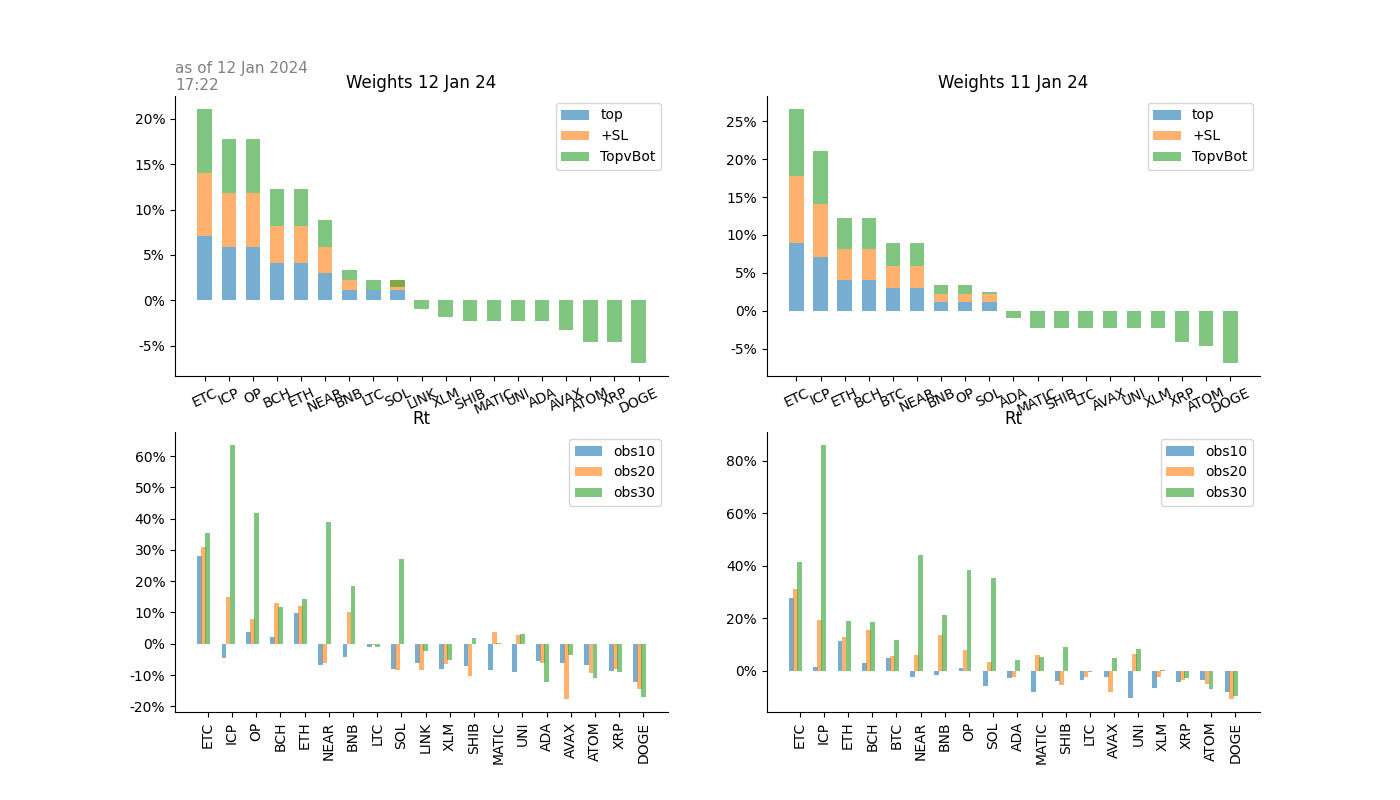 as of 12 Jan 2024
17:22
Weights 12 Jan 24
20%
15%
10%
5%
0%
-5%
top
+SL
TopvBot
ETC ICP OP BCH ETH NEAR BNB LTC SOL LINK XLM SHIB MATIC UNI ADA AVAX ATOM XRP DOGE
Weights 11 Jan 24
25%
20%
15%
10%
5%
0%
-5%
top
+SL
TopvBot
ETC ICP ETH BCH BTC NEAR BNB OP SOL ADA MATIC SHIB LTC AVAX UNI XLM XRP ATOM DOGE
Rt
60%
50%
40%
30%
20%
10%
0%
-10%
-20%
obs10
obs20
obs30
ETC ICP OP BCH ETH NEAR BNB LTC SOL LINK XLM SHIB MATIC UNI ADA AVAX ATOM XRP DOGE
Rt
80%
60%
40%
20%
0%
obs10
obs20
obs30
ETC ICP ETH BCH BTC NEAR BNB OP SOL ADA MATIC SHIB LTC AVAX UNI XLM XRP ATOM DOGE